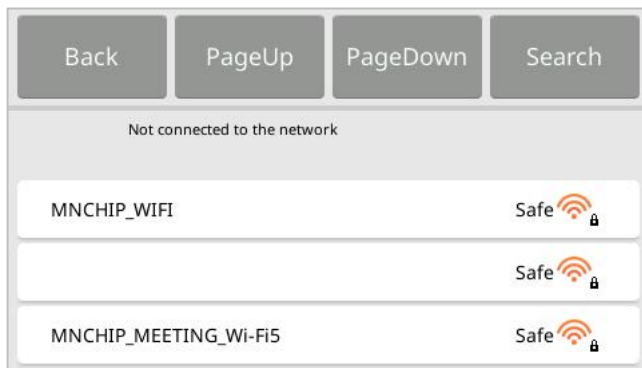 Back PageUp PageDown Search
Not connected to the network
MNCHIP_WIFI Safe
Safe
MNCHIP_MEETING_Wi-Fi5 Safe